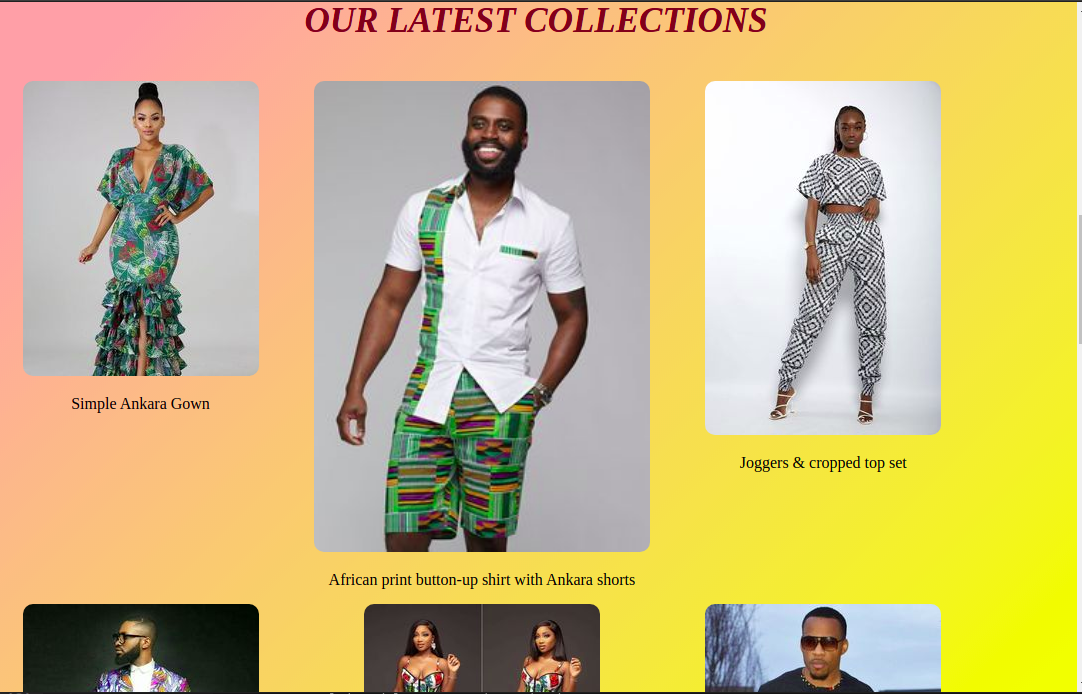 OUR LATEST COLLECTIONS
Simple Ankara Gown
Joggers & cropped top set
African print button-up shirt with Ankara shorts